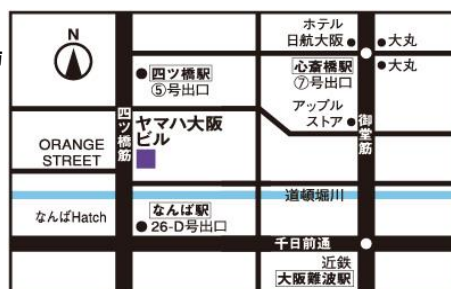 N
ホテル
日航大阪
大丸
四ツ橋駅
⑤号出口
心斎橋駅
⑦号出口
大丸
アップル
ストア
四ツ橋筋
ヤマハ大阪
ビル
御堂筋
ORANGE
STREET
道頓堀川
なんばHatch
なんば駅
26-D号出口
千日前通
近鉄
大阪難波駅